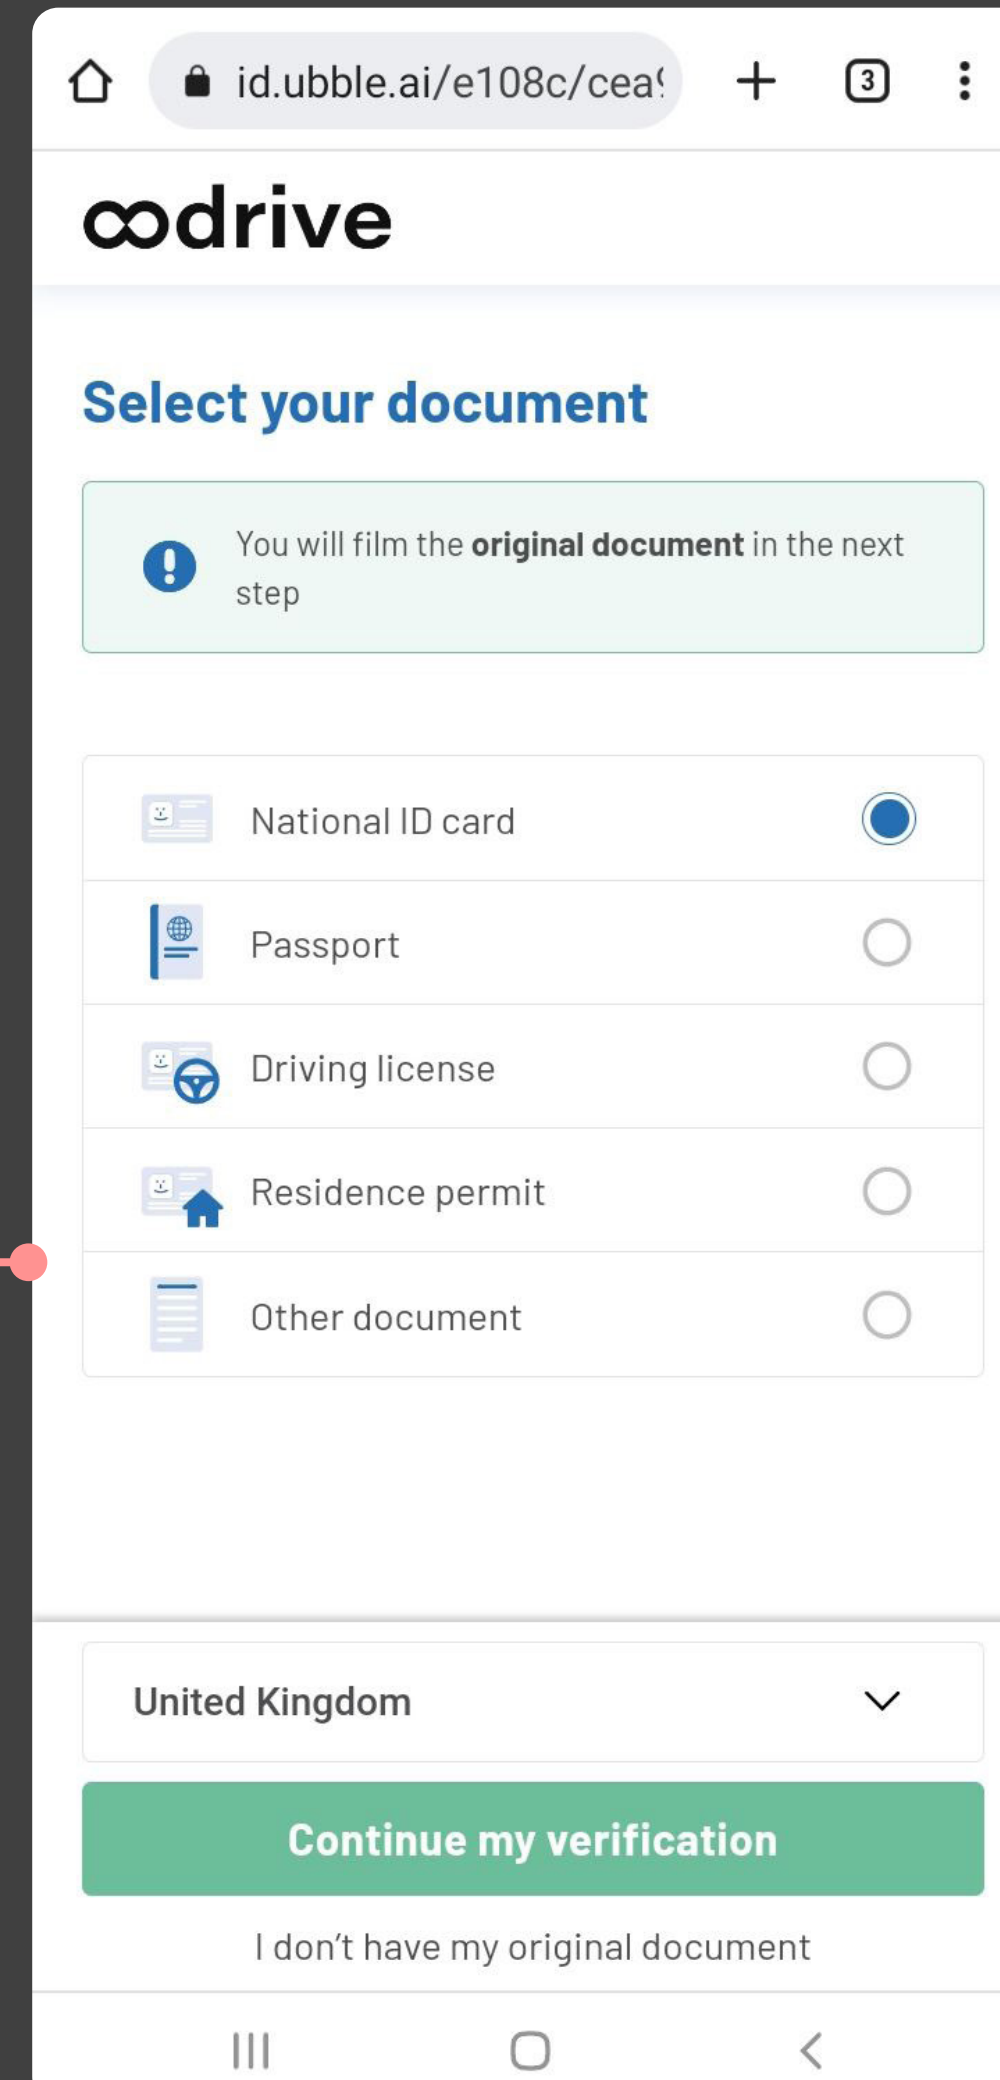 id.ubble.ai/e108c/cea
3
oodrive
Select your document
You will film the original document in the next
step
National ID card
Passport
Driving license
Residence permit
Other document
United Kingdom
Continue my verification
I don't have my original document